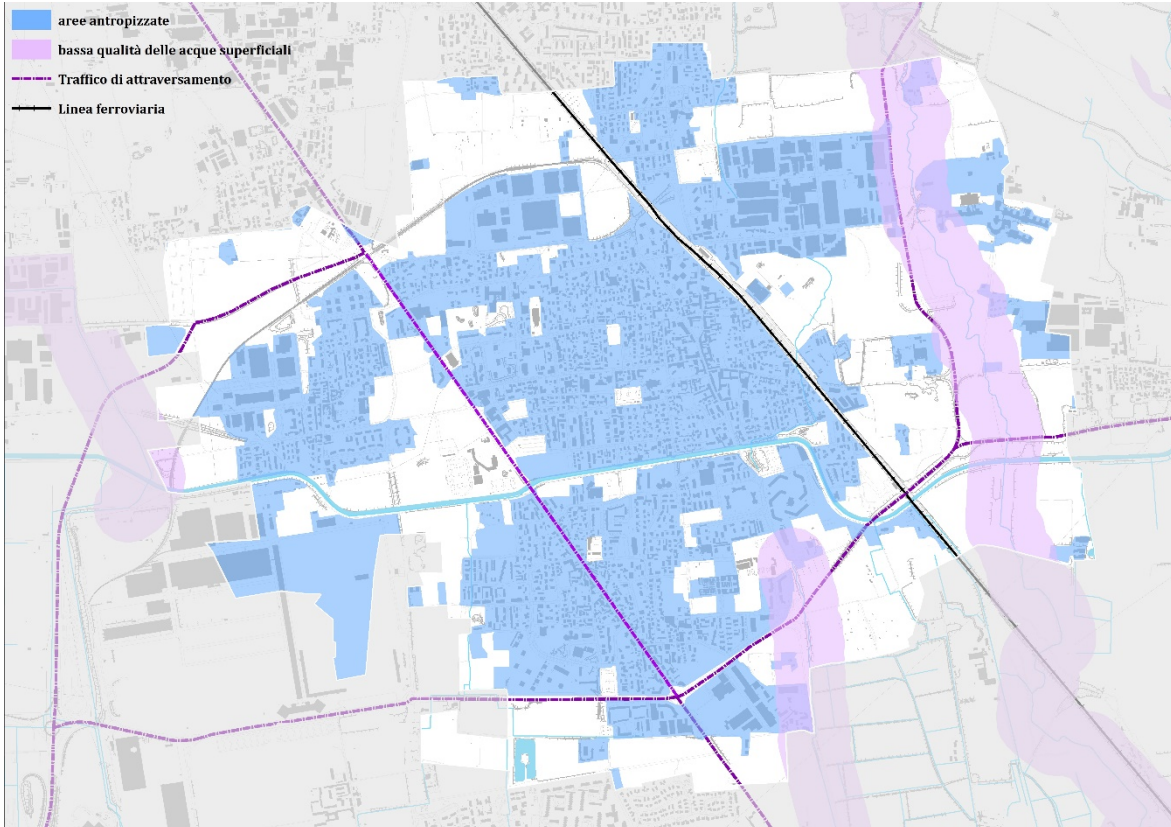 aree antropizzate
bassa qualità delle acque superficiali
Traffico di attraversamento
Linea ferroviaria